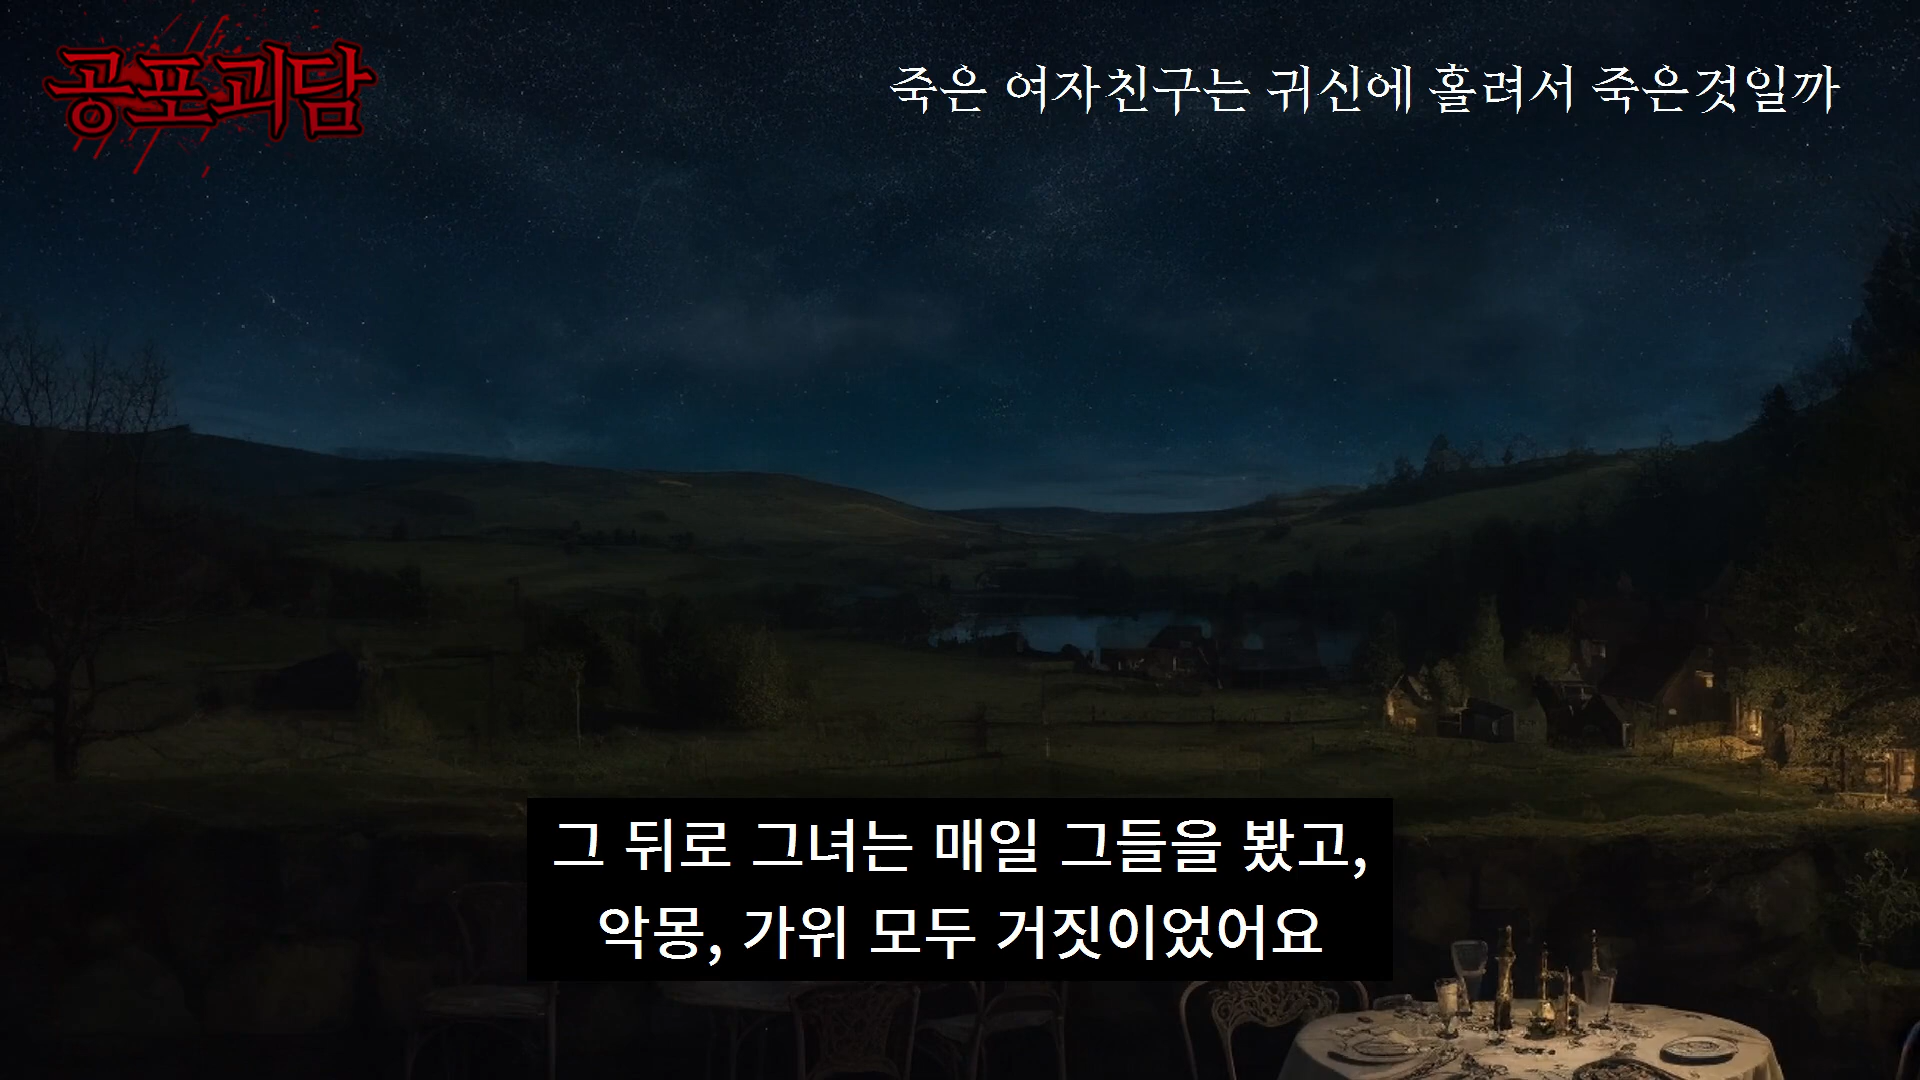 공포괴담
죽은 여자친구는 귀신에 홀려서 죽은것일까
그 뒤로 그녀는 매일 그들을 봤고,
악몽, 가위 모두 거짓이었어요